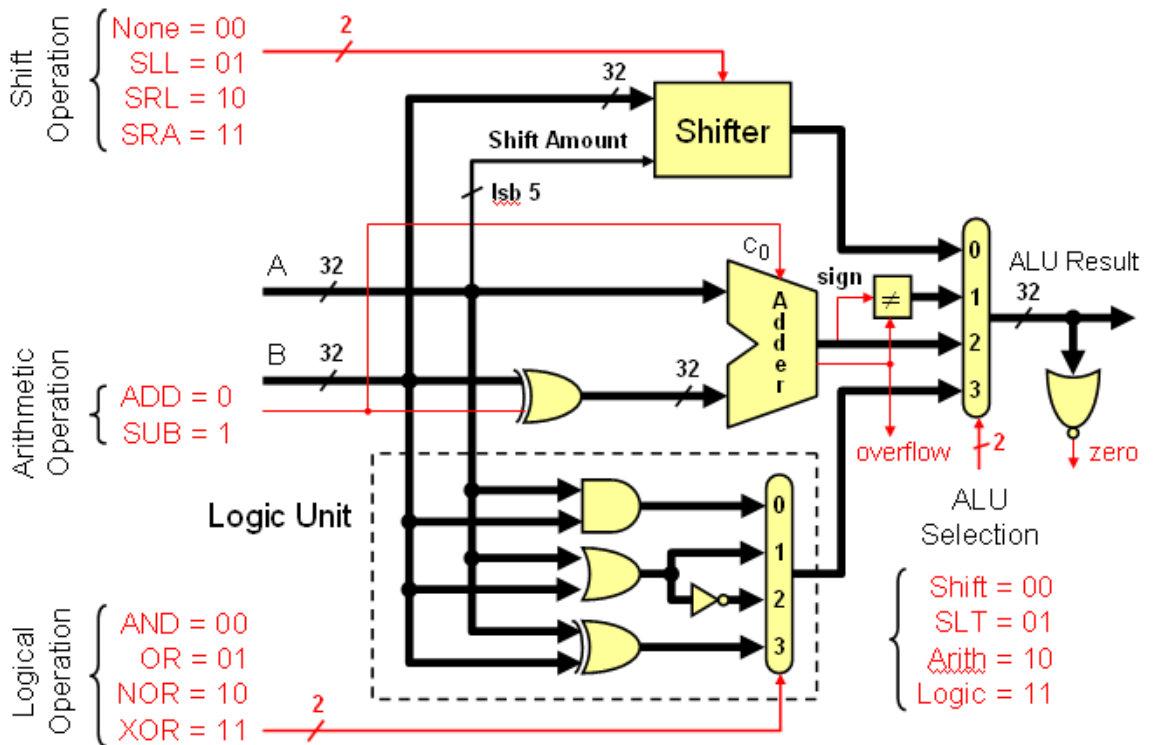 Shift
Operation
None = 00
SLL = 01
SRL = 10
SRA = 11
2
32
Shifter
Shift Amount
lsb 5
A
32
C0
Adder
sign
≠
0
1
2
3
ALU Result
32
B
32
32
Arithmetic
Operation
ADD = 0
SUB = 1
overflow
2
zero
ALU
Selection
Logic Unit
0
1
2
3
Shift = 00
SLT = 01
Arith = 10
Logic = 11
Logical
Operation
AND = 00
OR = 01
NOR = 10
XOR = 11
2